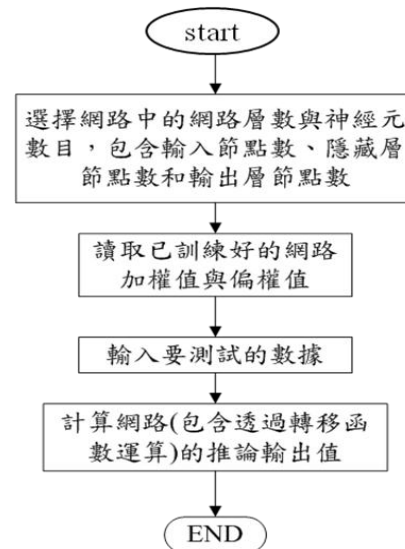 start
選擇網路中的網路層數與神經元
數目，包含輸入節點數、隱藏層
節點數和輸出層節點數
讀取已訓練好的網路
加權值與偏權值
輸入要測試的數據
計算網路(包含透過轉移函
數運算)的推論輸出值
END